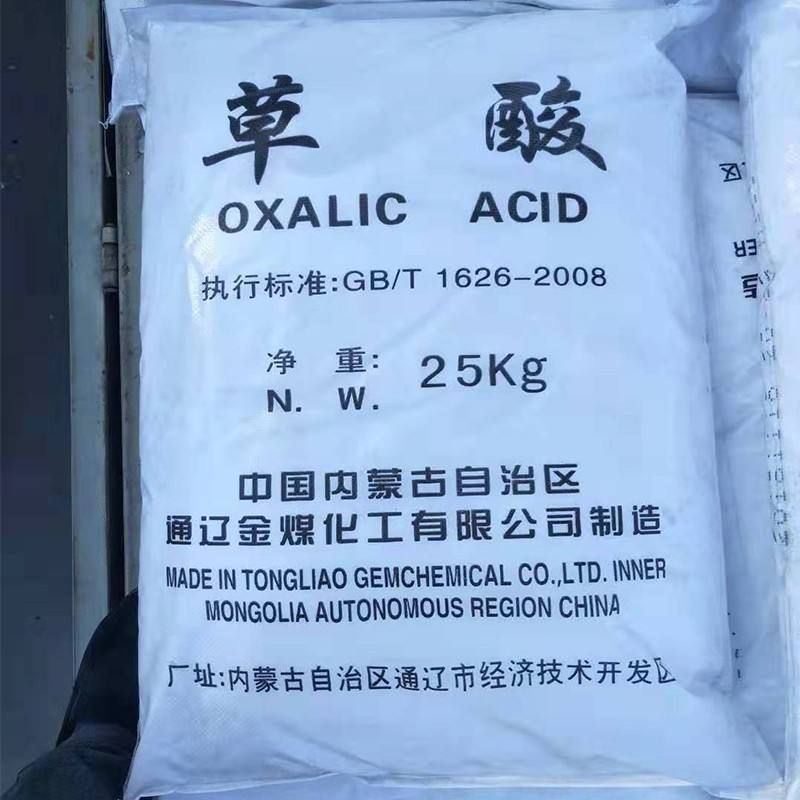 草 酸
OXALIC ACID
执行标准:GB/T 1626-2008
净 重: 25Kg
N. W.
中国内蒙古自治区
通辽金煤化工有限公司制造
MADE IN TONGLIAO GEMCHEMICAL CO.,LTD. INNER
MONGOLIA AUTONOMOUS REGION CHINA
厂址:内蒙古自治区通辽市经济技术开发区
区
ER
造